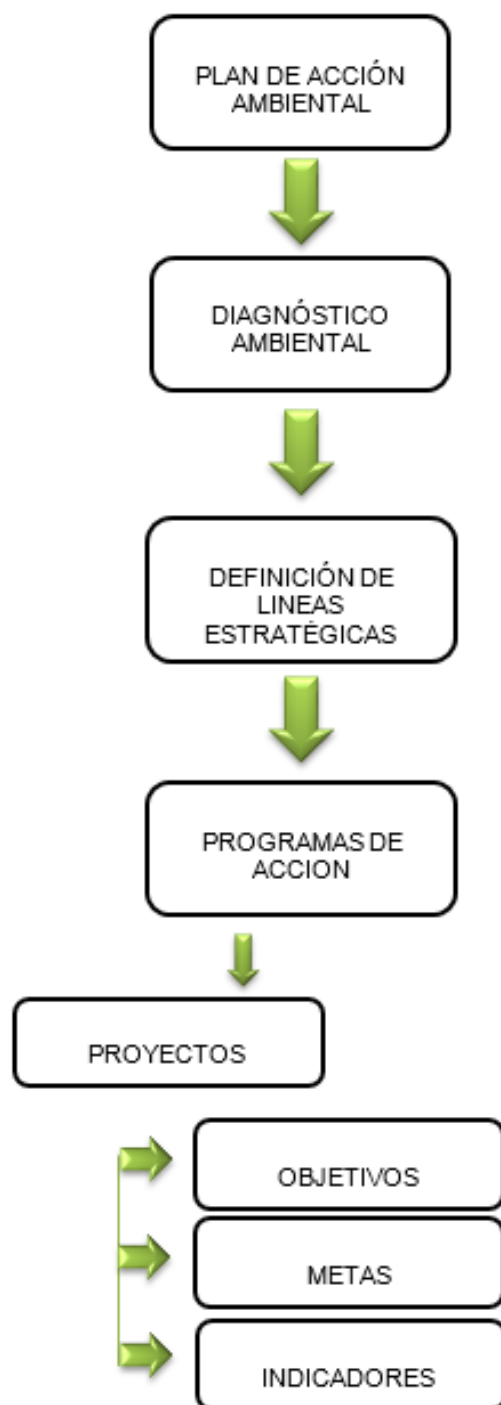 PLAN DE ACCIÓN
AMBIENTAL
DIAGNÓSTICO
AMBIENTAL
DEFINICIÓN DE
LINEAS
ESTRATÉGICAS
PROGRAMAS DE
ACCION
PROYECTOS
OBJETIVOS
METAS
INDICADORES